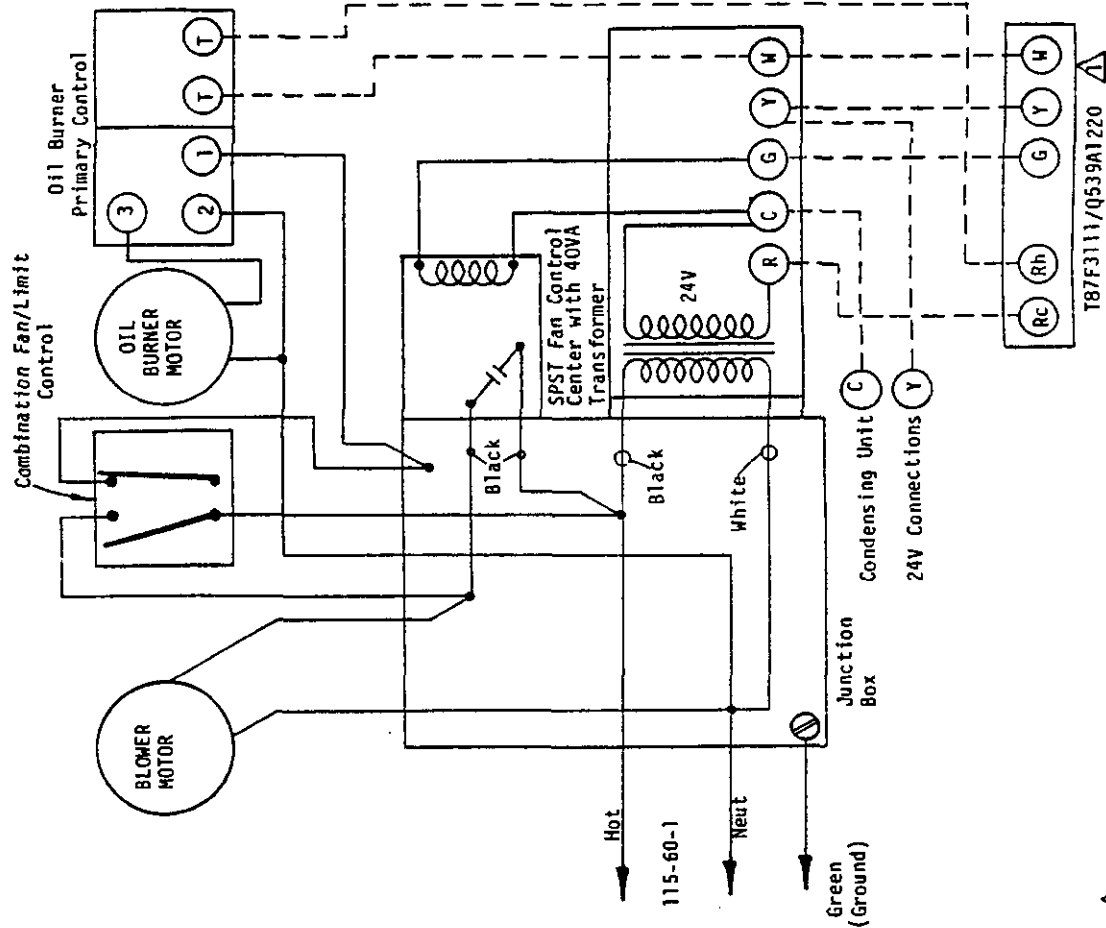 Combination Fan/Limit
Control
Oil Burner
Primary Control
3
2
1
T
T
OIL
BURNER
MOTOR
BLOWER
MOTOR
SPST Fan Control
Center with 40VA
Transformer
24V
R
C
G
Y
W
Black
Black
White
Hot
115-60-1
Neut
Green
(Ground)
Junction
Box
Condensing Unit
C
24V Connections
Y
Rc
Rh
G
Y
W
T87F3111/Q539A1220
1